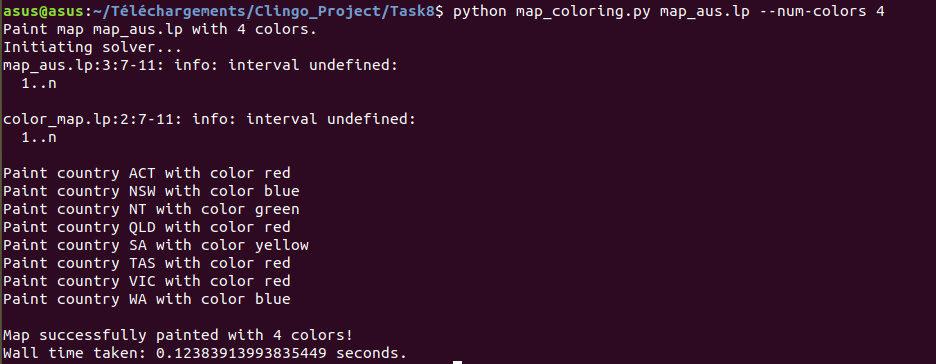 asus@asus:~/Téléchargements/Clingo_Project/Task8$ python map_coloring.py map_aus.lp --num-colors 4
Paint map map_aus.lp with 4 colors.
Initiating solver...
map_aus.lp:3:7-11: info: interval undefined:
  1..n

color_map.lp:2:7-11: info: interval undefined:
  1..n

Paint country ACT with color red
Paint country NSW with color blue
Paint country NT with color green
Paint country QLD with color red
Paint country SA with color yellow
Paint country TAS with color red
Paint country VIC with color red
Paint country WA with color blue

Map successfully painted with 4 colors!
Wall time taken: 0.12383913993835449 seconds.